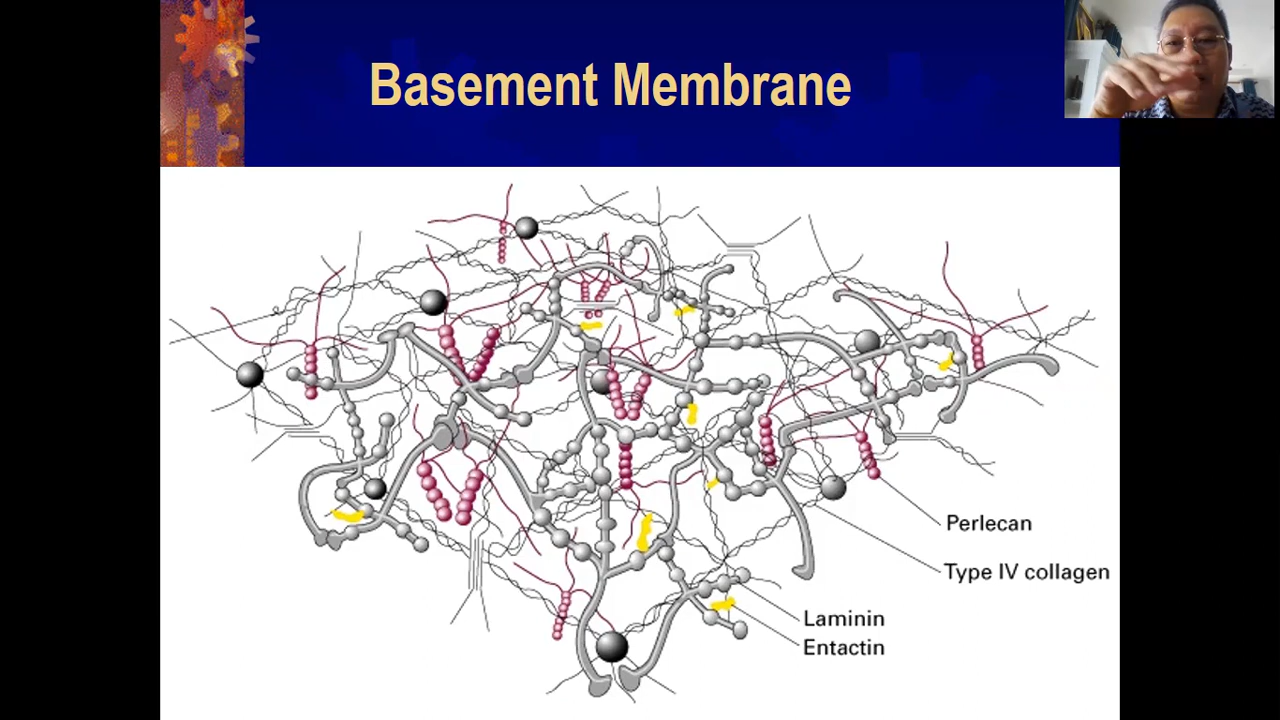 Basement Membrane
Perlecan
Type IV collagen
Laminin
Entactin